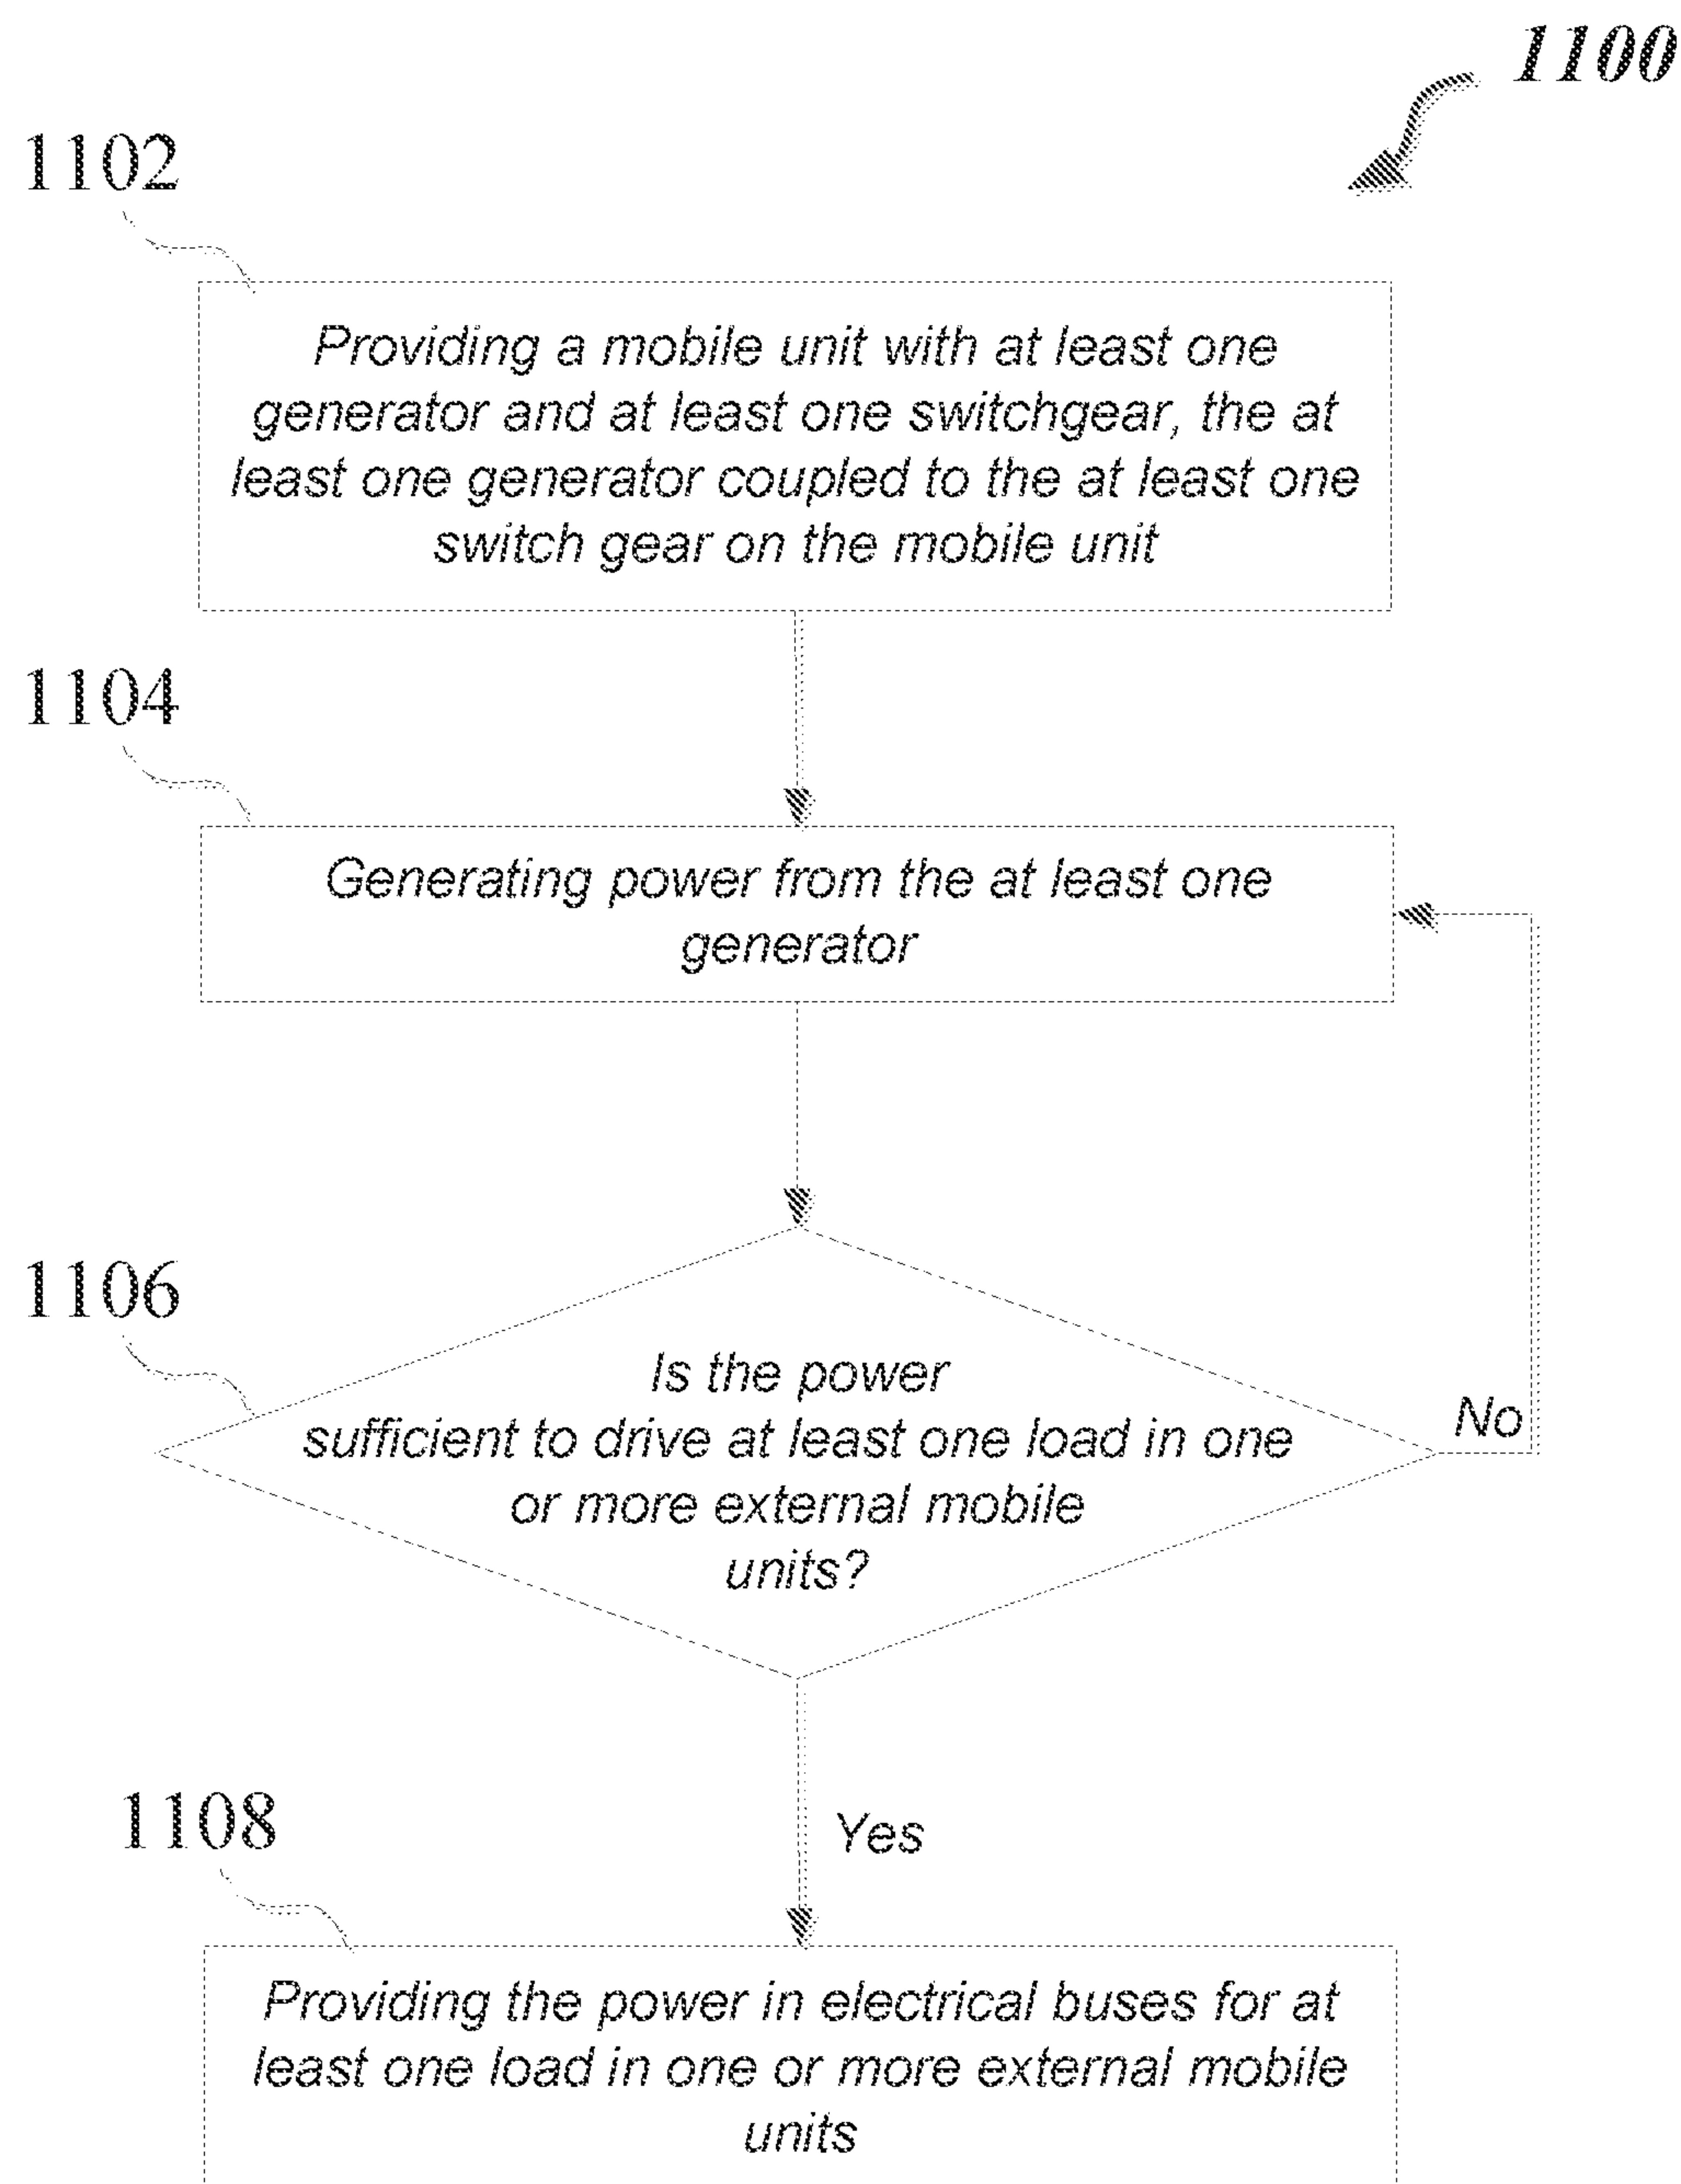 1100
1102
Providing a mobile unit with at least one
generator and at least one switchgear, the at
least one generator coupled to the at least one
switch gear on the mobile unit
1104
Generating power from the at least one
generator
1106
Is the power
sufficient to drive at least one load in one
or more external mobile
units?
No
Yes
1108
Providing the power in electrical buses for at
least one load in one or more external mobile
units